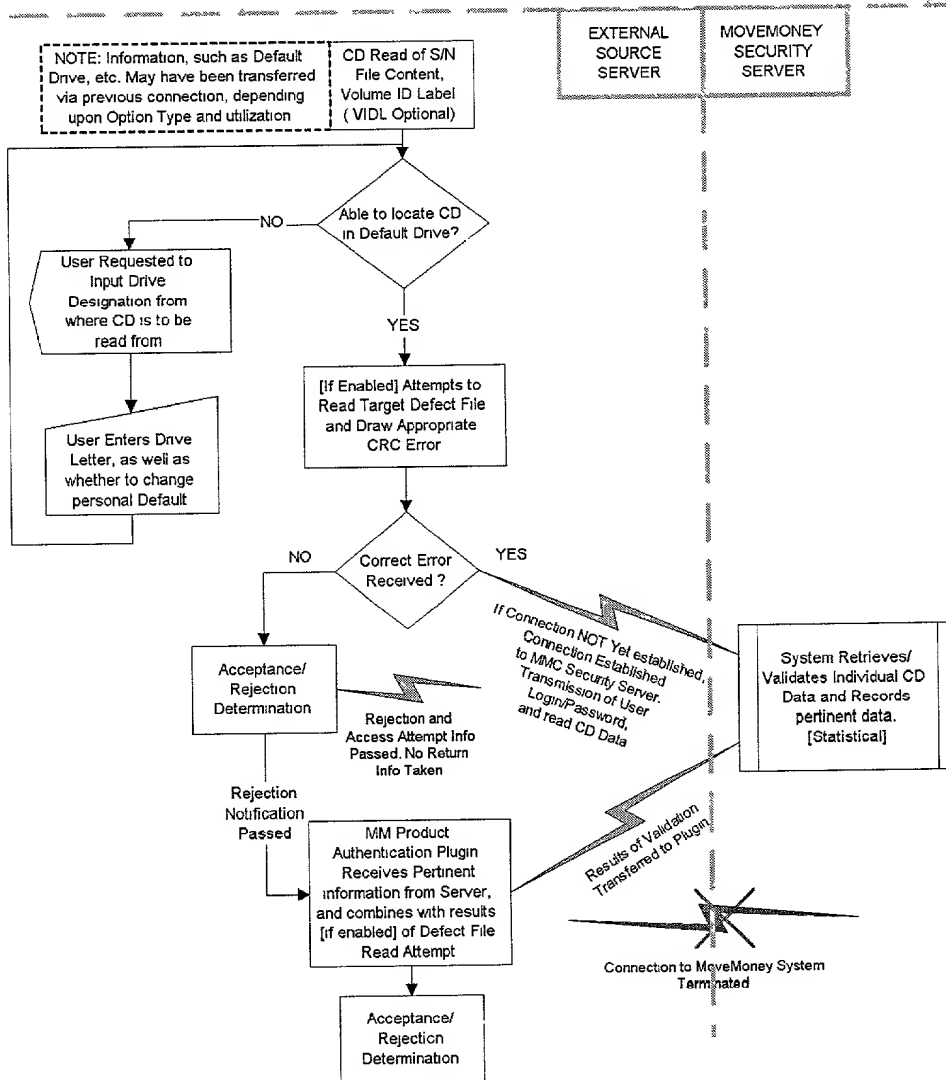 NOTE: Information, such as Default
Drive, etc. May have been transferred
via previous connection, depending
upon Option Type and utilization
CD Read of S/N
File Content,
Volume ID Label
( VIDL Optional)
EXTERNAL
SOURCE
SERVER
MOVEMONEY
SECURITY
SERVER
Able to locate CD
in Default Drive?
NO
YES
User Requested to
Input Drive
Designation from
where CD is to be
read from
User Enters Drive
Letter, as well as
whether to change
personal Default
[If Enabled] Attempts to
Read Target Defect File
and Draw Appropriate
CRC Error
Correct Error
Received ?
NO
YES
If Connection NOT Yet established,
Connection Established
to MMC Security Server.
Transmission of User
Login/Password,
and read CD Data
System Retrieves/
Validates Individual CD
Data and Records
pertinent data.
[Statistical]
Acceptance/
Rejection
Determination
Rejection and
Access Attempt Info
Passed. No Return
Info Taken
Rejection
Notification
Passed
MM Product
Authentication Plugin
Receives Pertinent
information from Server,
and combines with results
[if enabled] of Defect File
Read Attempt
Results of Validation
Transferred to Plugin
Connection to MoveMoney System
Terminated
Acceptance/
Rejection
Determination